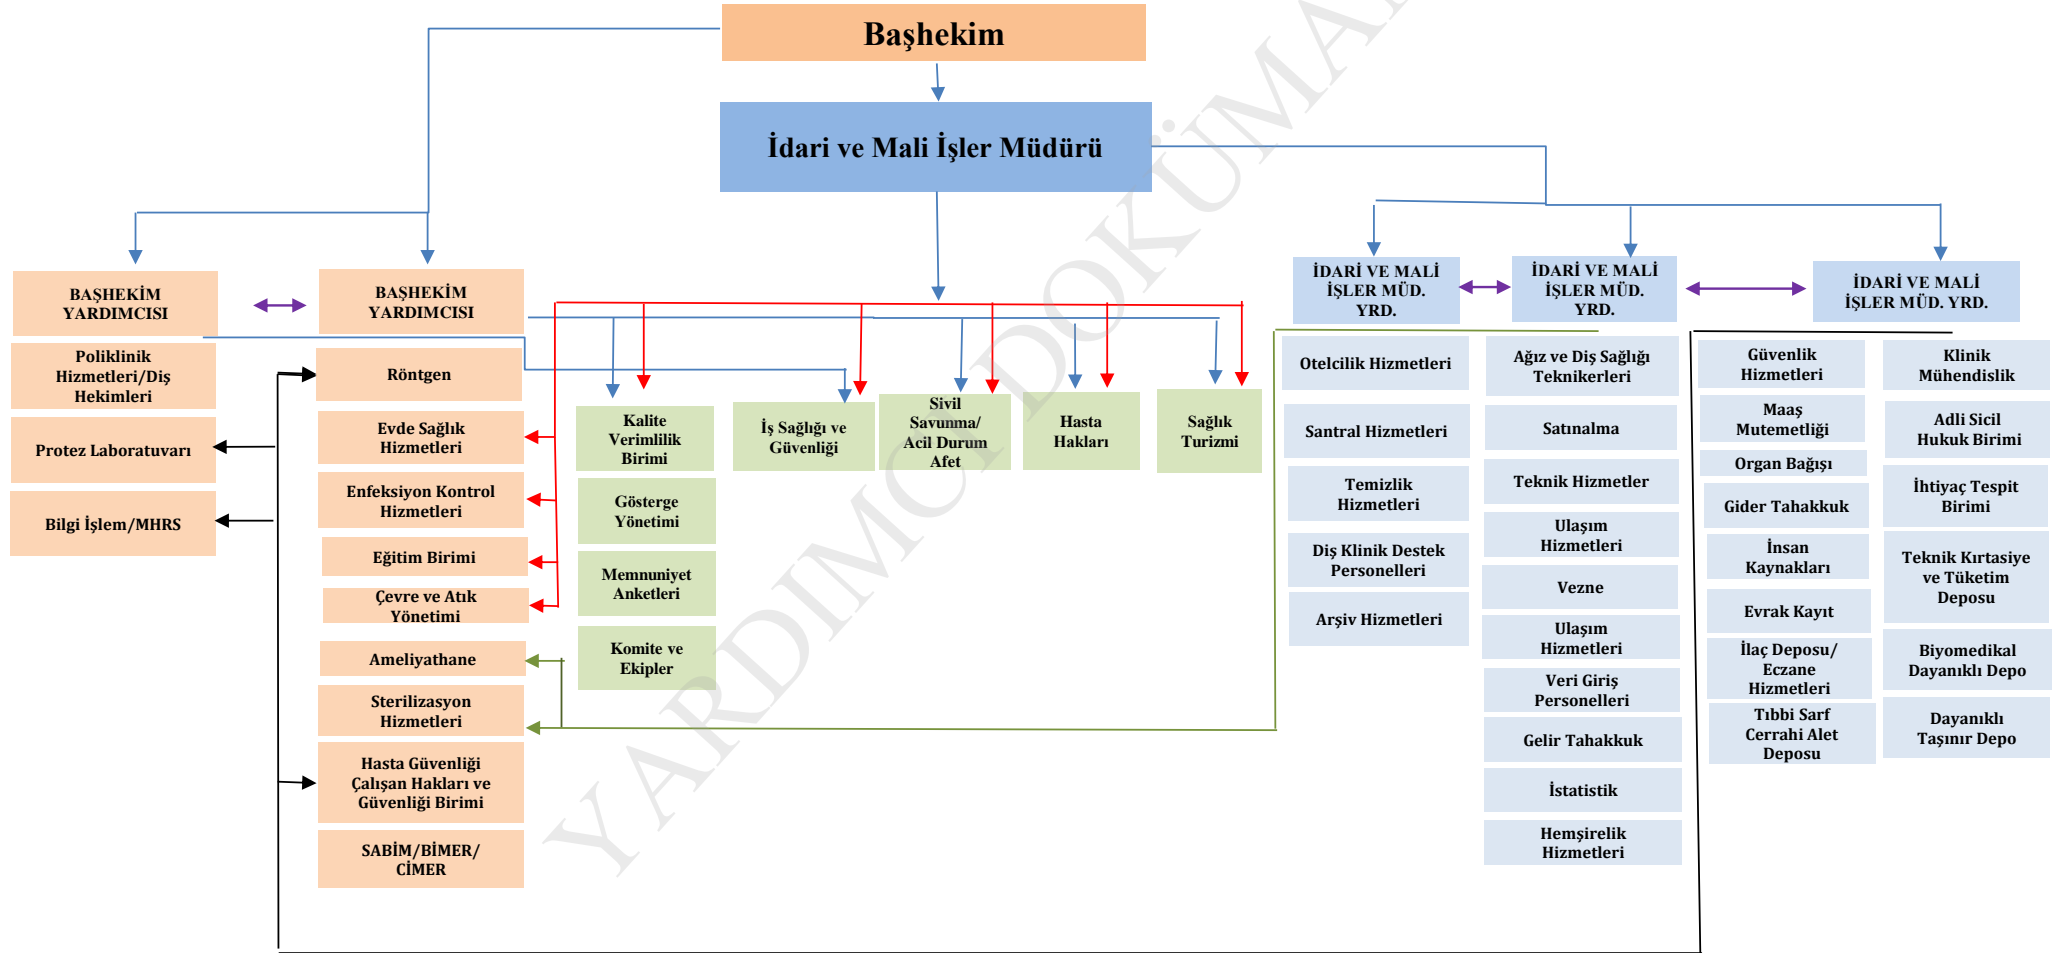 Başhekim
İdari ve Mali İşler Müdürü
BAŞHEKİM
YARDIMCISI
BAŞHEKİM
YARDIMCISI
İDARİ VE MALİ
İŞLER MÜD.
YRD.
İDARİ VE MALİ
İŞLER MÜD.
YRD.
İDARİ VE MALİ
İŞLER MÜD. YRD.
Poliklinik
Hizmetleri/Diş
Hekimleri
Protez Laboratuvarı
Bilgi İşlem/MHRS
Röntgen
Evde Sağlık
Hizmetleri
Enfeksiyon Kontrol
Hizmetleri
Eğitim Birimi
Çevre ve Atık
Yönetimi
Ameliyathane
Sterilizasyon
Hizmetleri
Hasta Güvenliği
Çalışan Hakları ve
Güvenliği Birimi
SABİM/BİMER/
CİMER
Kalite
Verimlilik
Birimi
Gösterge
Yönetimi
Memnuniyet
Anketleri
Komite ve
Ekipler
İş Sağlığı ve
Güvenliği
Sivil
Savunma/
Acil Durum
Afet
Hasta
Hakları
Sağlık
Turizmi
Otelcilik Hizmetleri
Santral Hizmetleri
Temizlik
Hizmetleri
Diş Klinik Destek
Personelleri
Arşiv Hizmetleri
Ağız ve Diş Sağlığı
Teknikerleri
Satınalma
Teknik Hizmetler
Ulaşım
Hizmetleri
Vezne
Ulaşım
Hizmetleri
Veri Giriş
Personelleri
Gelir Tahakkuk
İstatistik
Hemşirelik
Hizmetleri
Güvenlik
Hizmetleri
Maaş
Mutemetliği
Organ Bağışı
Gider Tahakkuk
İnsan
Kaynakları
Evrak Kayıt
İlaç Deposu/
Eczane
Hizmetleri
Tıbbi Sarf
Cerrahi Alet
Deposu
Klinik
Mühendislik
Adli Sicil
Hukuk Birimi
İhtiyaç Tespit
Birimi
Teknik Kırtasiye
ve Tüketim
Deposu
Biyomedikal
Dayanıklı Depo
Dayanıklı
Taşınır Depo
YARDIMCI DOKÜMAN